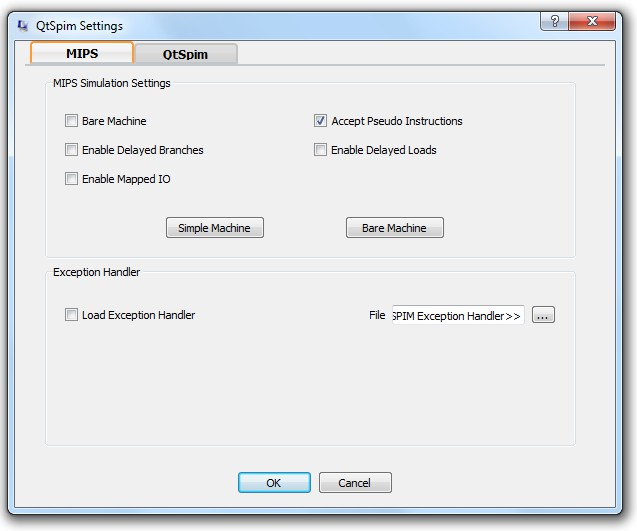 QtSpim Settings
MIPS QtSpim
MIPS Simulation Settings
Bare Machine Accept Pseudo Instructions
Enable Delayed Branches Enable Delayed Loads
Enable Mapped IO
Simple Machine Bare Machine
Exception Handler
Load Exception Handler File SPIM Exception Handler>> ...
OK Cancel